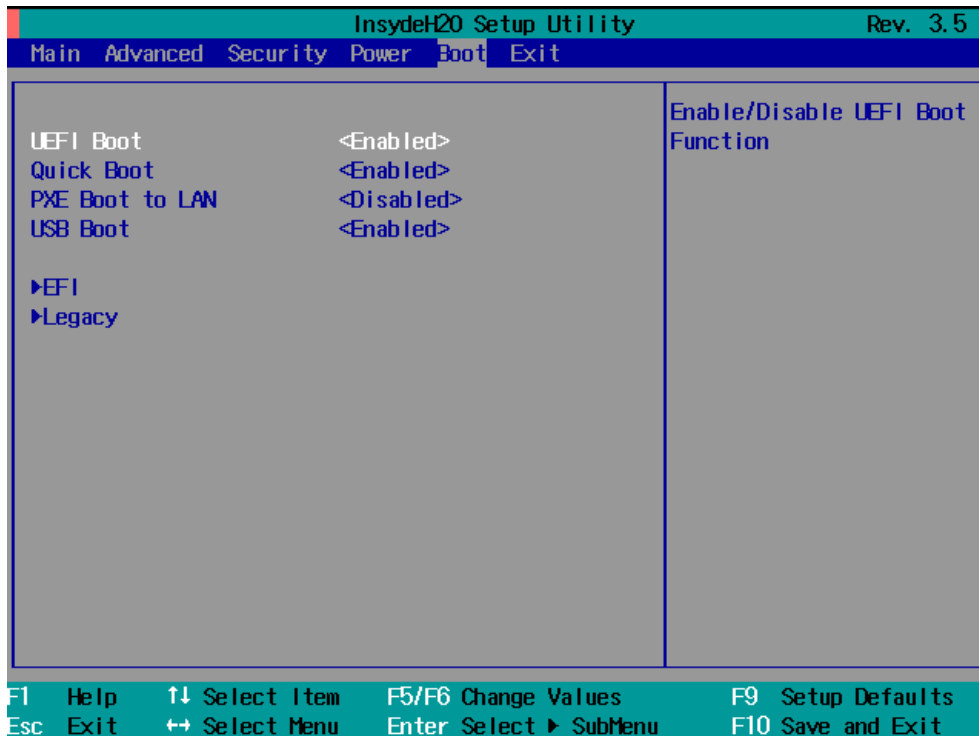 InsydeH2O Setup Utility Rev. 3.5
Main Advanced Security Power Boot Exit
UEFI Boot <Enabled>
Quick Boot <Enabled>
PXE Boot to LAN <Disabled>
USB Boot <Enabled>
▶EFI
▶Legacy
Enable/Disable UEFI Boot
Function
F1 Help ↑↓ Select Item F5/F6 Change Values F9 Setup Defaults
Esc Exit ↔ Select Menu Enter Select ▶ SubMenu F10 Save and Exit